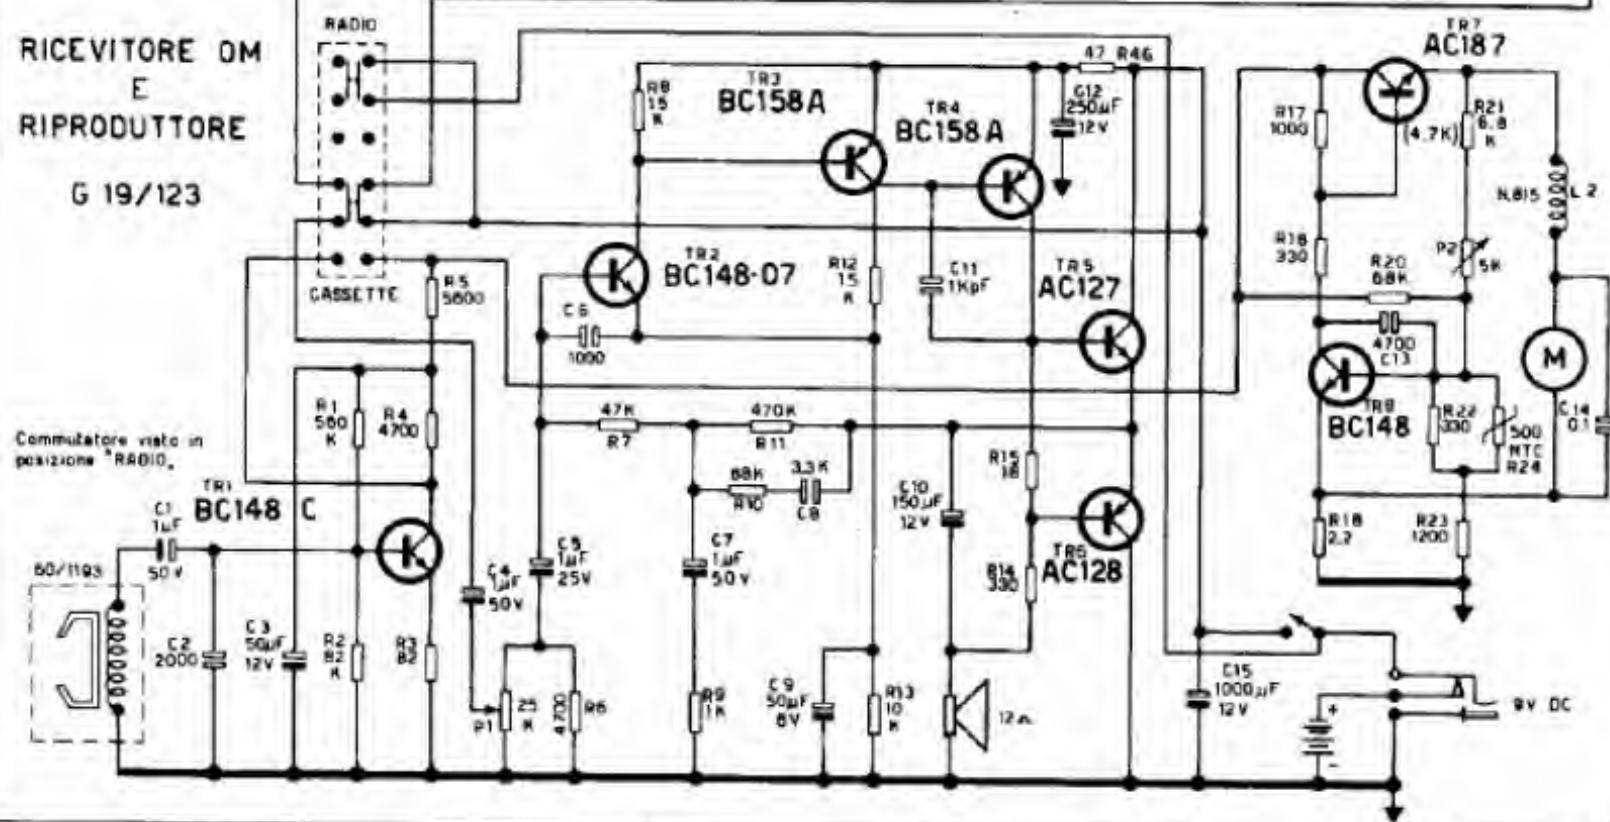 RICEVITORE OM
E
RIPRODUTTORE
G 19/123
RADIO
CASSETTE
Commutatore visto in
posizione "RADIO„
R5
5600
R1
560
K
R4
4700
TR1
BC148 C
C1
1µF
50V
60/1193
C2
2000
C3
50µF
12V
R2
82
K
R3
82
C4
1µF
50V
P1
25
K
R6
4700
C5
1µF
25V
C6
1000
R8
15
K
TR2
BC148-07
TR3
BC158A
TR4
BC158A
47 R46
C12
250µF
12V
R12
15
K
C11
1KpF
TR5
AC127
47K
R7
470K
R11
68K
R10
3.3K
C8
C7
1µF
50V
R9
1K
C10
150µF
12V
R15
18
R14
330
TR6
AC128
C9
50µF
6V
R13
10
K
12Ω
TR7
AC187
R17
1000
(4.7K)
R21
6.8
K
N.815
L 2
R16
330
P2
5K
R20
68K
4700
C13
M
TR8
BC148
R22
330
500
NTC
R24
C14
0.1
R18
2.2
R23
1200
C15
1000µF
12V
+
-
9V DC